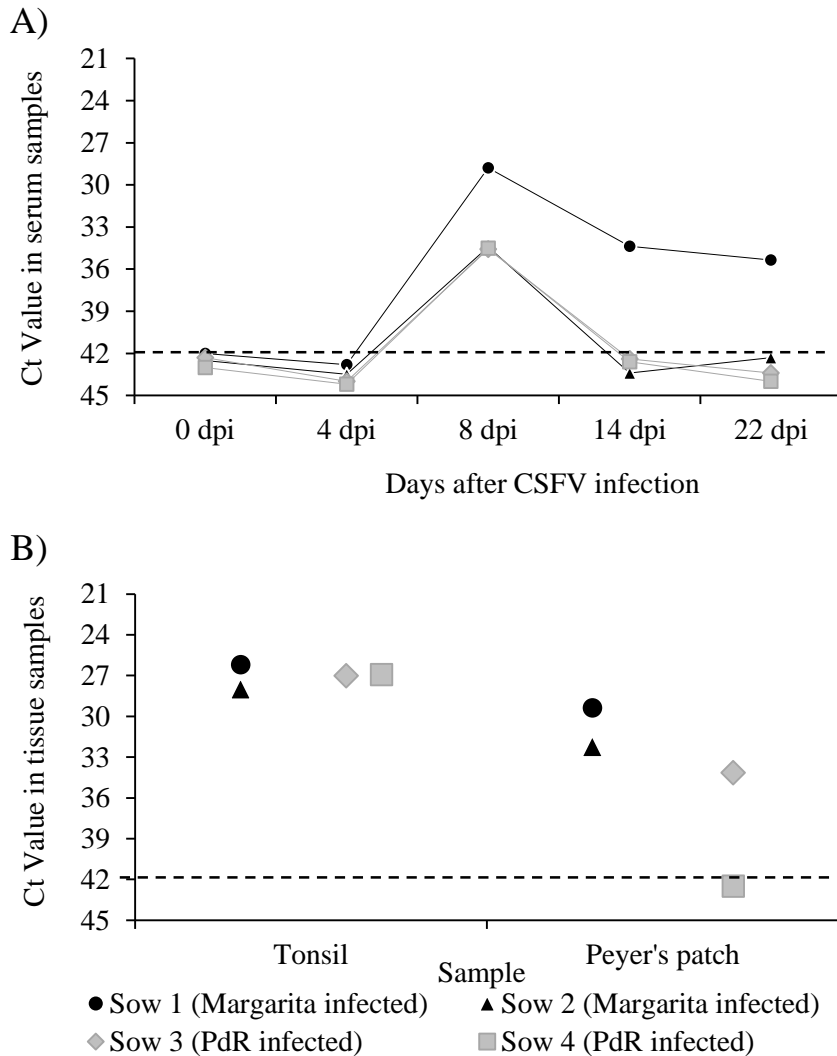 A)
Ct Value in serum samples
21
24
27
30
33
36
39
42
45
0 dpi 4 dpi 8 dpi 14 dpi 22 dpi
Days after CSFV infection
B)
Ct Value in tissue samples
21
24
27
30
33
36
39
42
45
Tonsil Peyer's patch
Sample
Sow 1 (Margarita infected) Sow 2 (Margarita infected)
Sow 3 (PdR infected) Sow 4 (PdR infected)